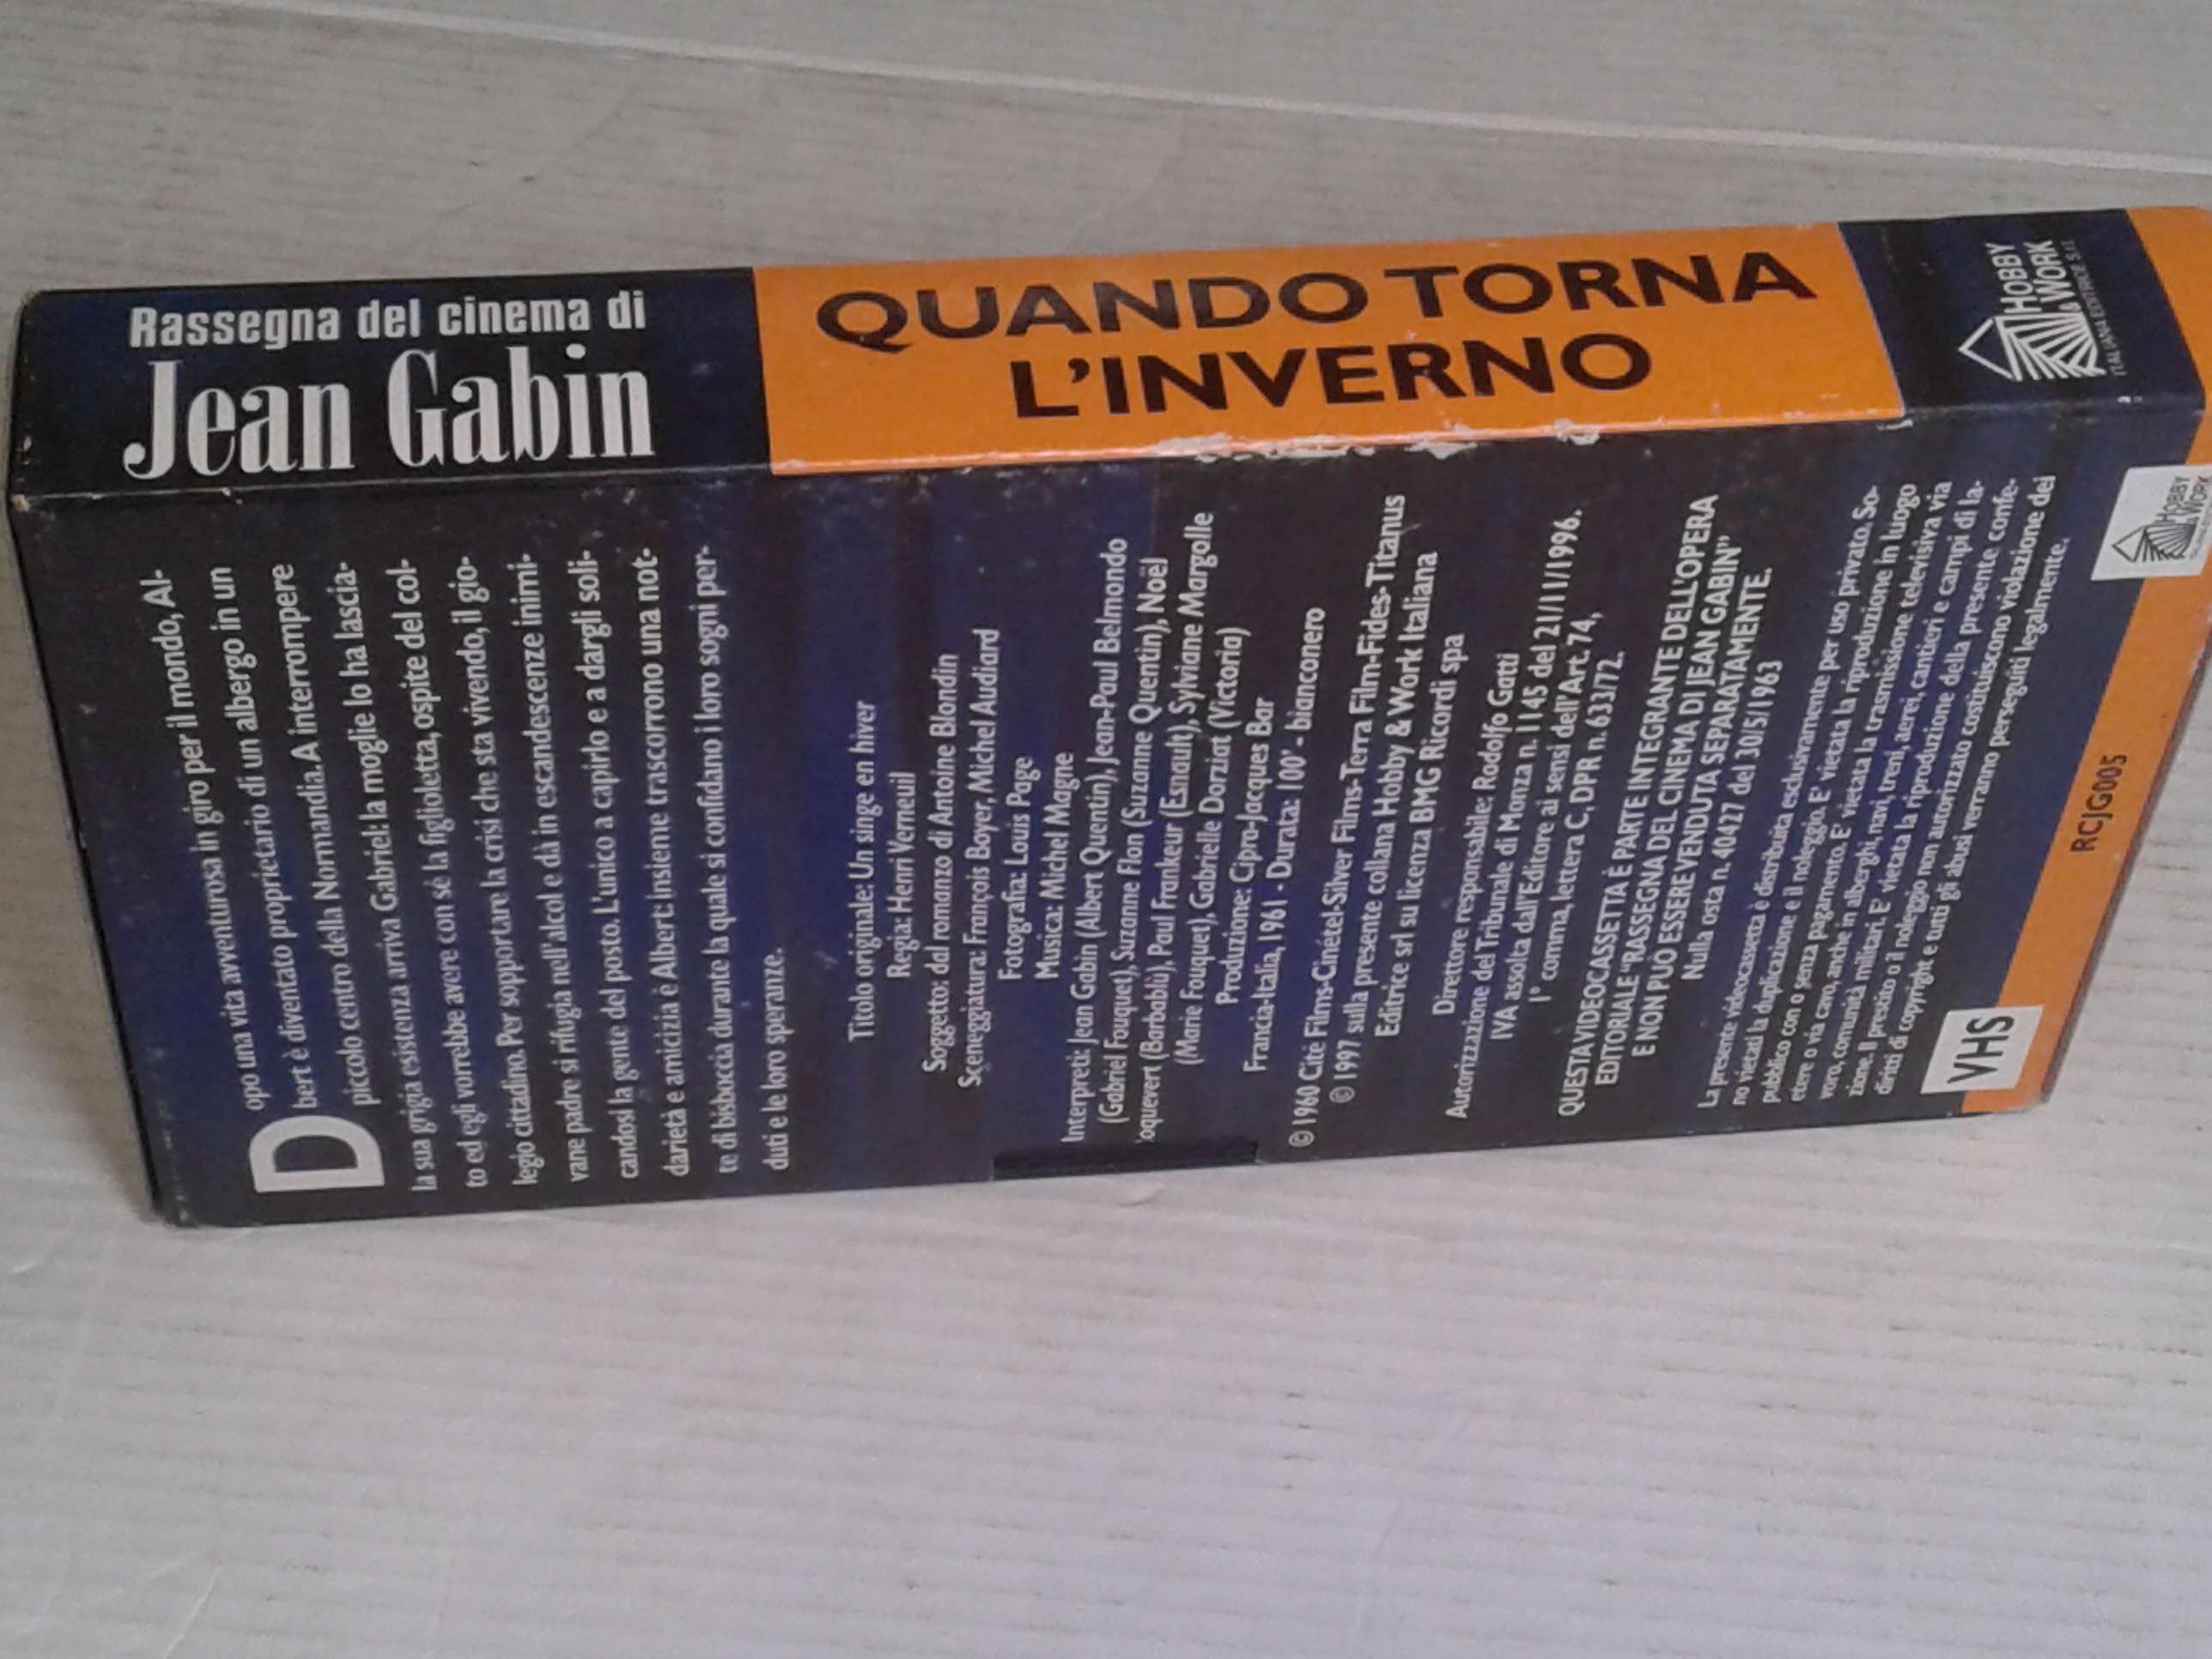 Rassegna del cinema di
Jean Gabin
QUANDO TORNA
L'INVERNO
HOBBY
& WORK
ITALIANA EDITRICE S.r.l.
Dopo una vita avventurosa in giro per il mondo, Al-
bert è diventato proprietario di un albergo in un
piccolo centro della Normandia. A interrompere
la sua grigia esistenza arriva Gabriel: la moglie lo ha lascia-
to ed egli vorrebbe avere con sé la figlioletta, ospite del col-
legio cittadino. Per sopportare la crisi che sta vivendo, il gio-
vane padre si rifugia nell'alcol e dà in escandescenze inimi-
candosi la gente del posto. L'unico a capirlo e a dargli soli-
darietà e amicizia è Albert: insieme trascorrono una not-
te di bisboccia durante la quale si confidano i loro sogni per-
duti e le loro speranze.
Titolo originale: Un singe en hiver
Regia: Henri Verneuil
Soggetto: dal romanzo di Antoine Blondin
Sceneggiatura: François Boyer, Michel Audiard
Fotografia: Louis Page
Musica: Michel Magne
Interpreti: Jean Gabin (Albert Quentin), Jean-Paul Belmondo
(Gabriel Fouquet), Suzanne Flon (Suzanne Quentin), Noël
oquevert (Barbablù), Paul Frankeur (Esnault), Sylviane Margolle
(Marie Fouquet), Gabrielle Dorziat (Victoria)
Produzione: Cipra-Jacques Bar
Francia-Italia, 1961 - Durata: 100' - bianconero
© 1960 Cité Films-Cinétel-Silver Films-Terra Film-Fides-Titanus
© 1997 sulla presente collana Hobby & Work Italiana
Editrice srl su licenza BMG Ricordi spa
Direttore responsabile: Rodolfo Gatti
Autorizzazione del Tribunale di Monza n. 1145 del 21/11/1996.
IVA assolta dall'Editore ai sensi dell'Art. 74,
1° comma, lettera C, DPR n. 633/72.
QUESTA VIDEOCASSETTA È PARTE INTEGRANTE DELL'OPERA
EDITORIALE "RASSEGNA DEL CINEMA DI JEAN GABIN"
E NON PUÒ ESSERE VENDUTA SEPARATAMENTE.
Nulla osta n. 40427 del 30/5/1963
La presente videocassetta è distribuita esclusivamente per uso privato. So-
no vietati la duplicazione e il noleggio. E' vietata la riproduzione in luogo
pubblico con o senza pagamento. E' vietata la trasmissione televisiva via
etere o via cavo, anche in alberghi, navi, treni, aerei, cantieri e campi di la-
voro, comunità militari. E' vietata la riproduzione della presente confe-
zione. Il prestito o il noleggio non autorizzato costituiscono violazione dei
diritti di copyright e tutti gli abusi verranno perseguiti legalmente.
VHS
RCJG005
HOBBY
& WORK